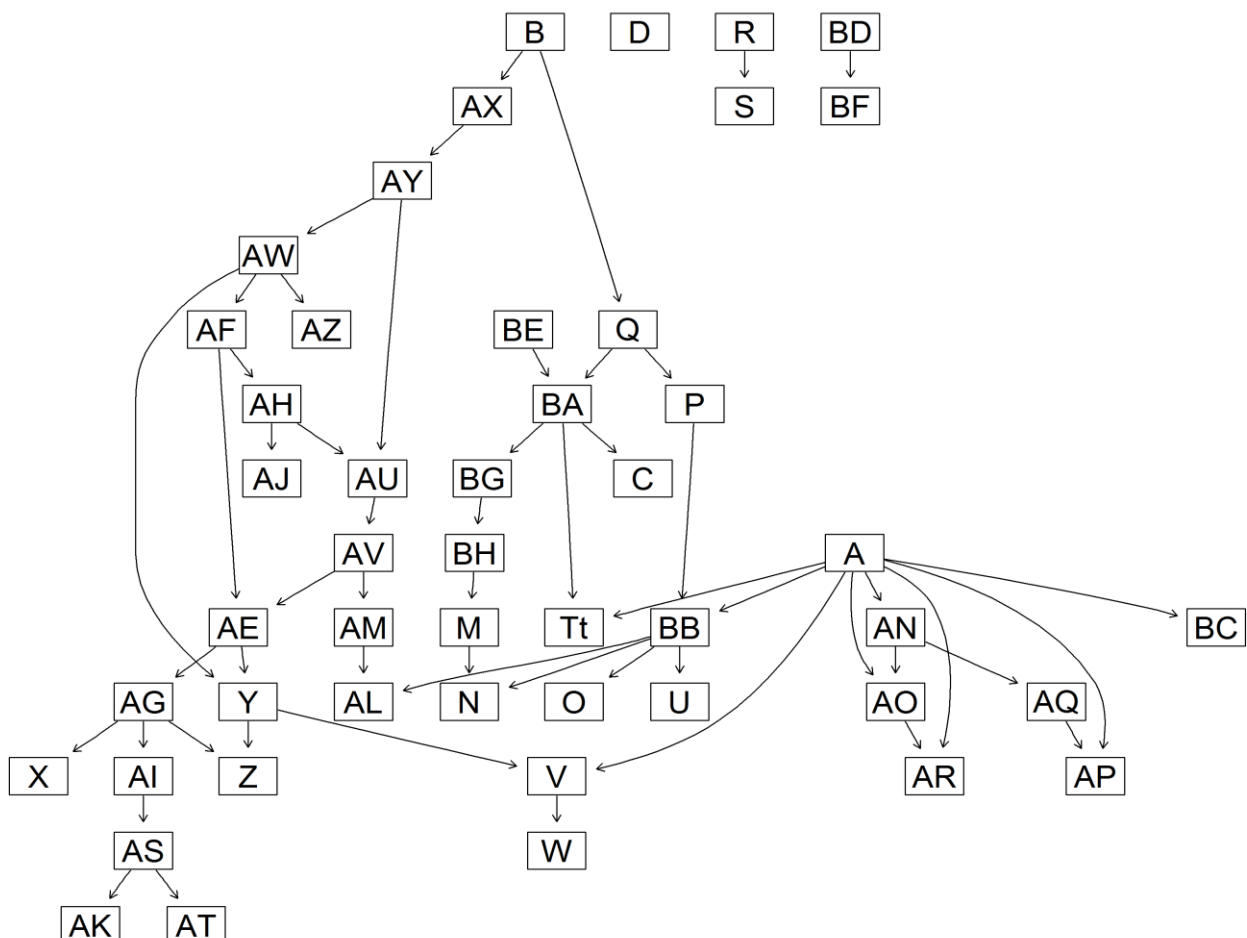 B D R BD
AX S BF
AY
AW
AF AZ BE Q
AH BA P
AJ AU BG C
AV BH A
AE AM M Tt BB AN BC
AG Y AL N O U AO AQ
X AI Z V AR AP
AS W
AK AT